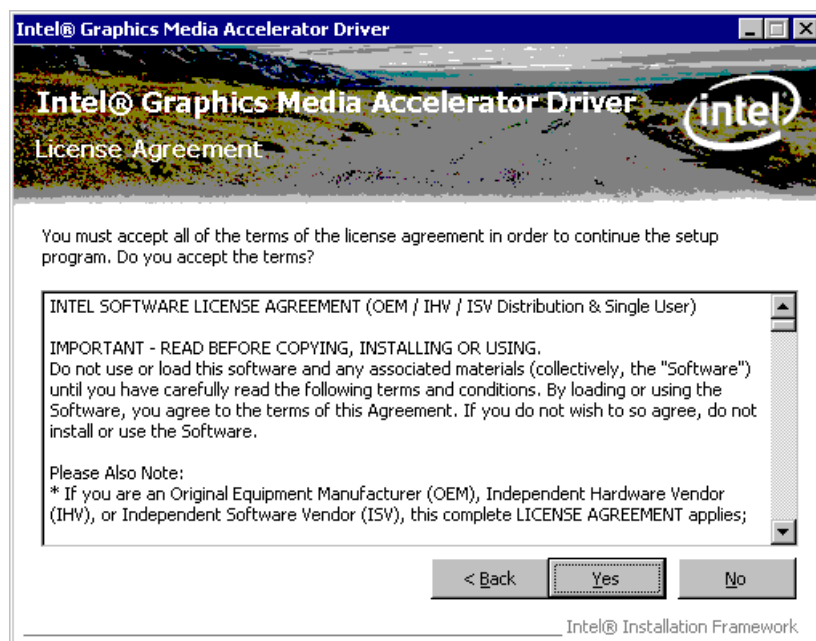 Intel® Graphics Media Accelerator Driver
Intel® Graphics Media Accelerator Driver
intel
License Agreement
You must accept all of the terms of the license agreement in order to continue the setup
program. Do you accept the terms?
INTEL SOFTWARE LICENSE AGREEMENT (OEM / IHV / ISV Distribution & Single User)
IMPORTANT - READ BEFORE COPYING, INSTALLING OR USING.
Do not use or load this software and any associated materials (collectively, the "Software")
until you have carefully read the following terms and conditions. By loading or using the
Software, you agree to the terms of this Agreement. If you do not wish to so agree, do not
install or use the Software.
Please Also Note:
* If you are an Original Equipment Manufacturer (OEM), Independent Hardware Vendor
(IHV), or Independent Software Vendor (ISV), this complete LICENSE AGREEMENT applies;
< Back Yes No
Intel® Installation Framework